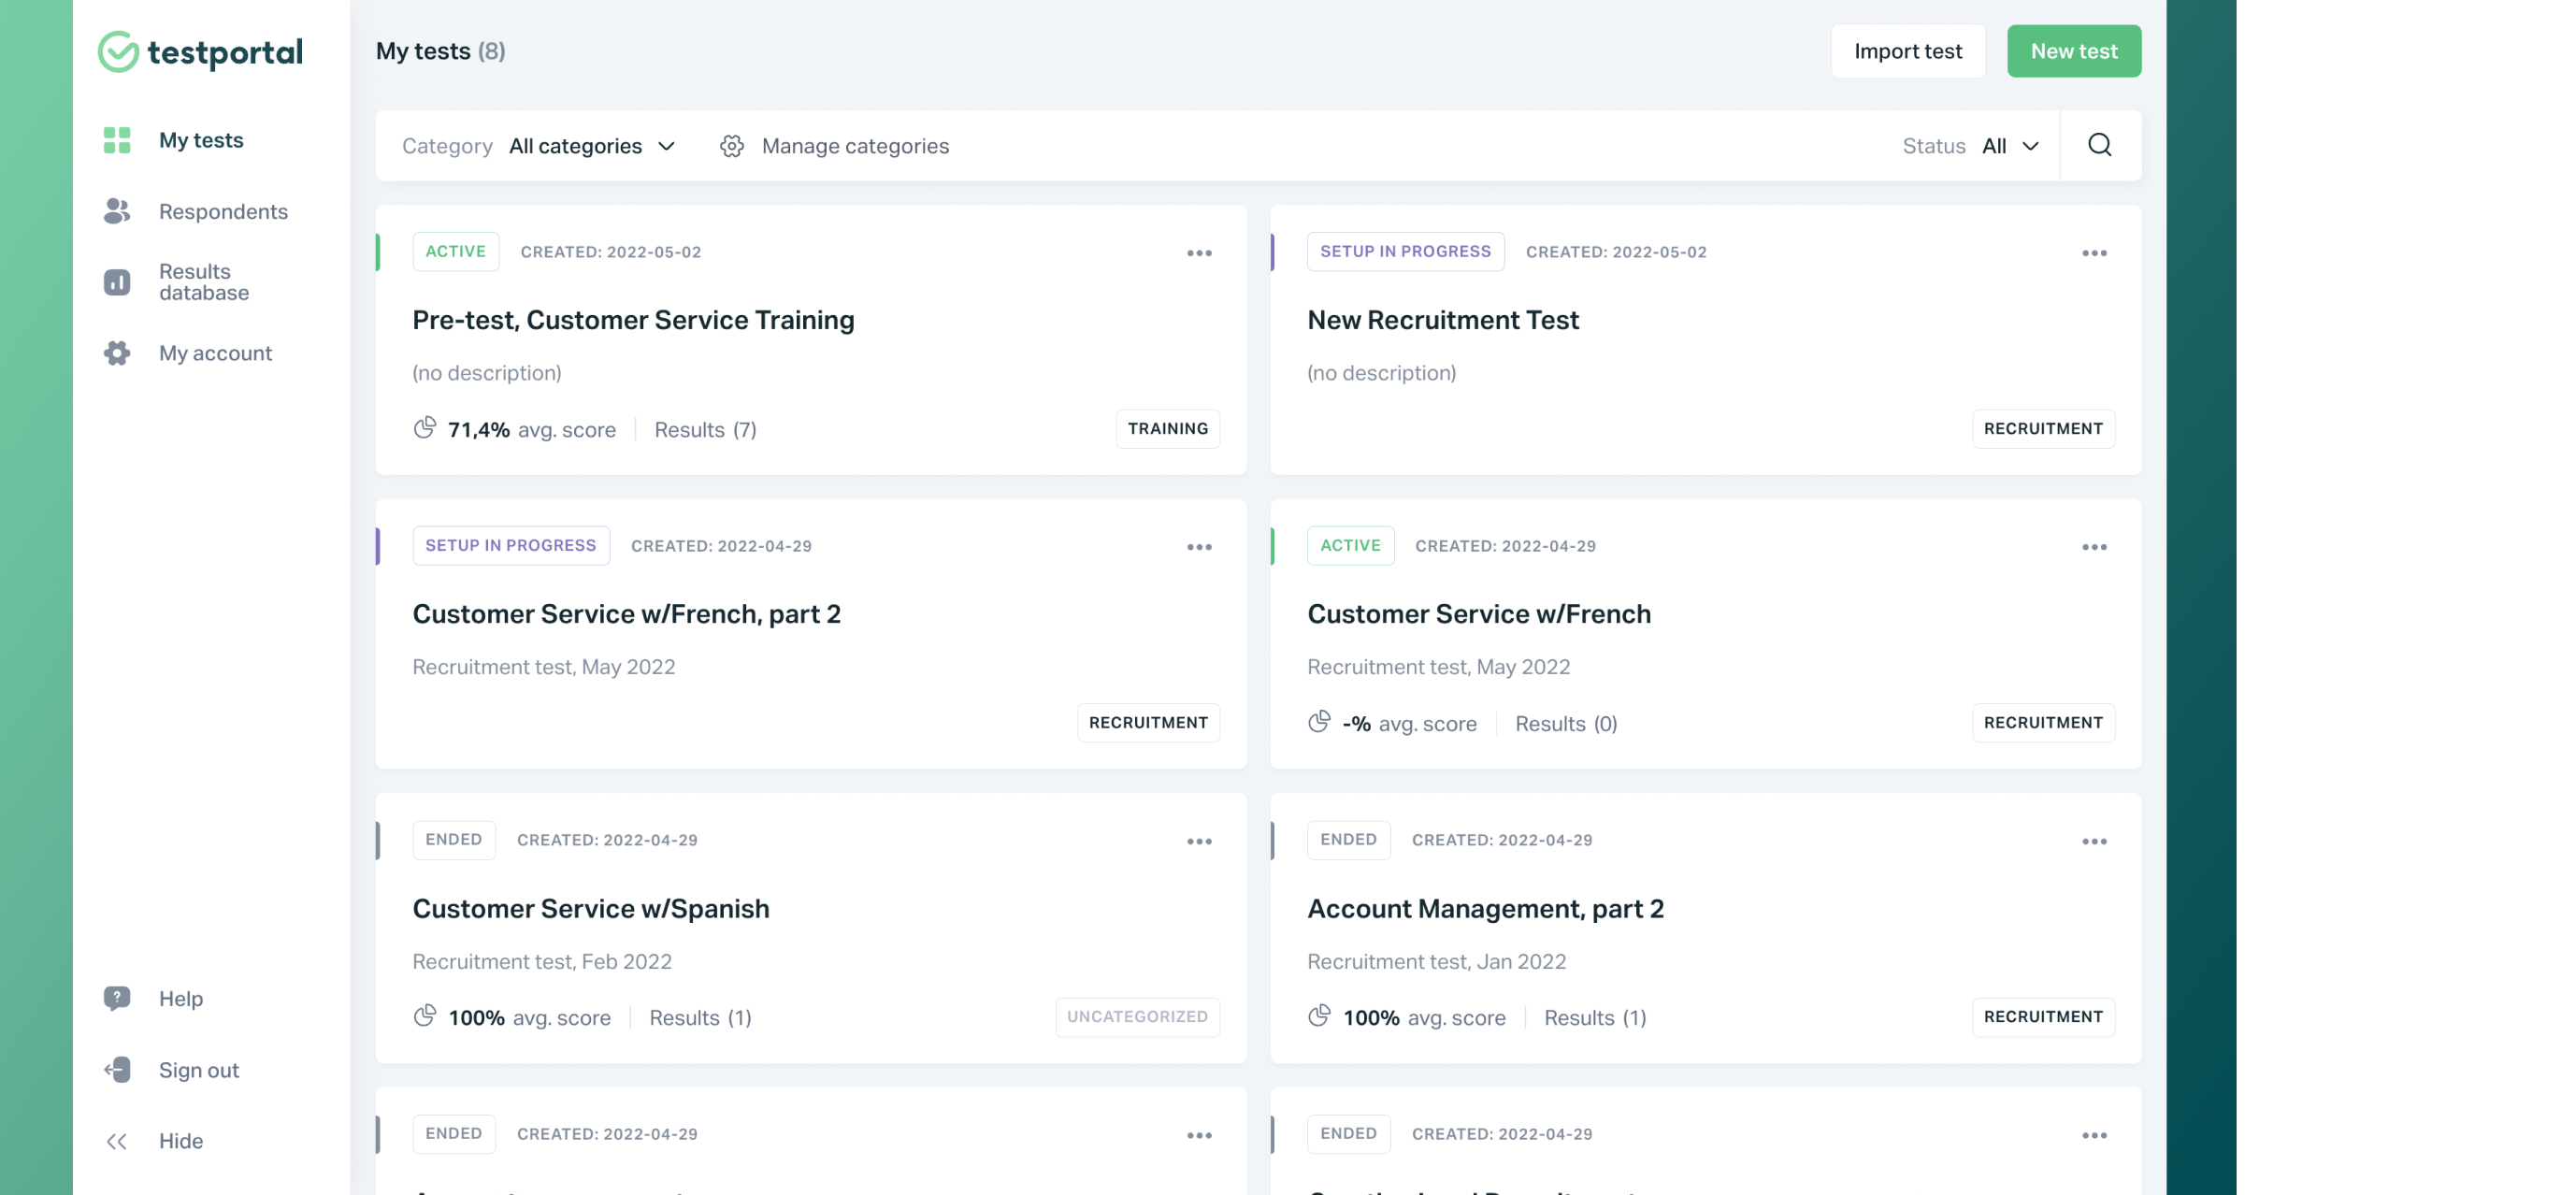 testportal
My tests
Respondents
Results
database
My account
Help
Sign out
Hide
My tests (8)
Import test
New test
Category All categories
Manage categories
Status All
ACTIVE CREATED: 2022-05-02
Pre-test, Customer Service Training
(no description)
71,4% avg. score Results (7)
TRAINING
SETUP IN PROGRESS CREATED: 2022-05-02
New Recruitment Test
(no description)
RECRUITMENT
SETUP IN PROGRESS CREATED: 2022-04-29
Customer Service w/French, part 2
Recruitment test, May 2022
RECRUITMENT
ACTIVE CREATED: 2022-04-29
Customer Service w/French
Recruitment test, May 2022
-% avg. score Results (0)
RECRUITMENT
ENDED CREATED: 2022-04-29
Customer Service w/Spanish
Recruitment test, Feb 2022
100% avg. score Results (1)
UNCATEGORIZED
ENDED CREATED: 2022-04-29
Account Management, part 2
Recruitment test, Jan 2022
100% avg. score Results (1)
RECRUITMENT
ENDED CREATED: 2022-04-29
ENDED CREATED: 2022-04-29